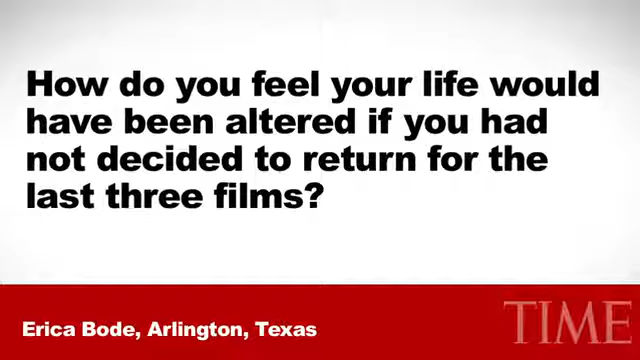 How do you feel your life would
have been altered if you had
not decided to return for the
last three films?
Erica Bode, Arlington, Texas
TIME